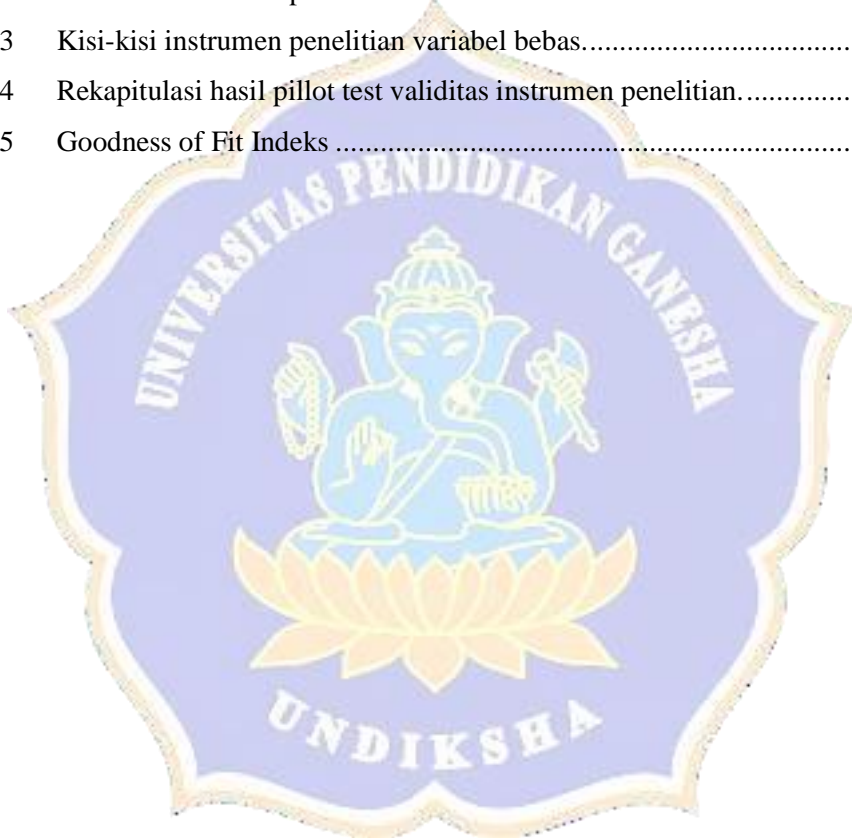 3 Kisi-kisi instrumen penelitian variabel bebas...................................
4 Rekapitulasi hasil pillot test validitas instrumen penelitian...............
5 Goodness of Fit Indeks ...............................................................................
UNIVERSITAS PENDIDIKAN GANESHA
UNDIKSHA